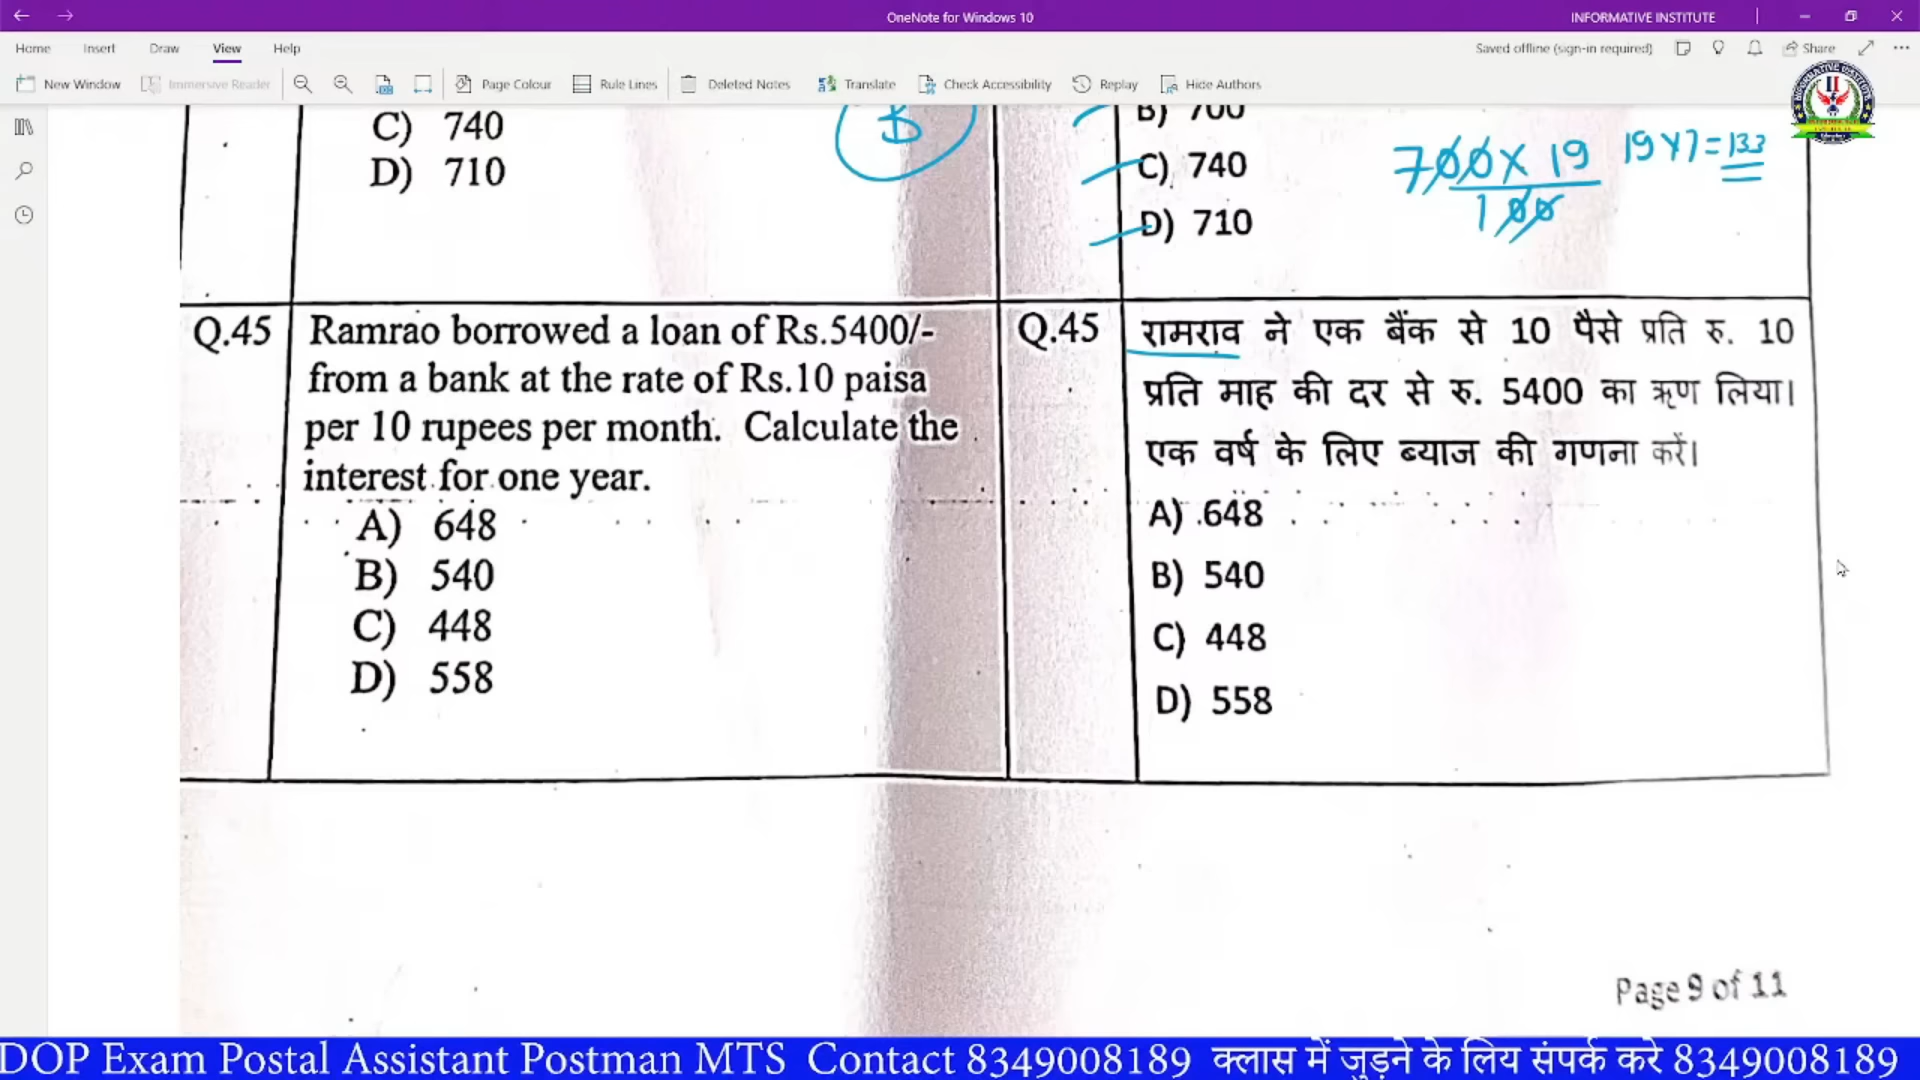 OneNote for Windows 10
INFORMATIVE INSTITUTE
Home Insert Draw View Help
Saved offline (sign-in required) Share
New Window Immersive Reader Page Colour Rule Lines Deleted Notes Translate Check Accessibility Replay Hide Authors
C) 740
D) 710
B
B) 700
C) 740
D) 710
700 X 19
100
19 X 7 = 133
Q.45 Ramrao borrowed a loan of Rs.5400/-
from a bank at the rate of Rs.10 paisa
per 10 rupees per month. Calculate the
interest for one year.
A) 648
B) 540
C) 448
D) 558
Q.45 रामराव ने एक बैंक से 10 पैसे प्रति रु. 10
प्रति माह की दर से रु. 5400 का ऋण लिया।
एक वर्ष के लिए ब्याज की गणना करें।
A) 648
B) 540
C) 448
D) 558
Page 9 of 11
DOP Exam Postal Assistant Postman MTS Contact 8349008189 क्लास में जुड़ने के लिय संपर्क करे 8349008189